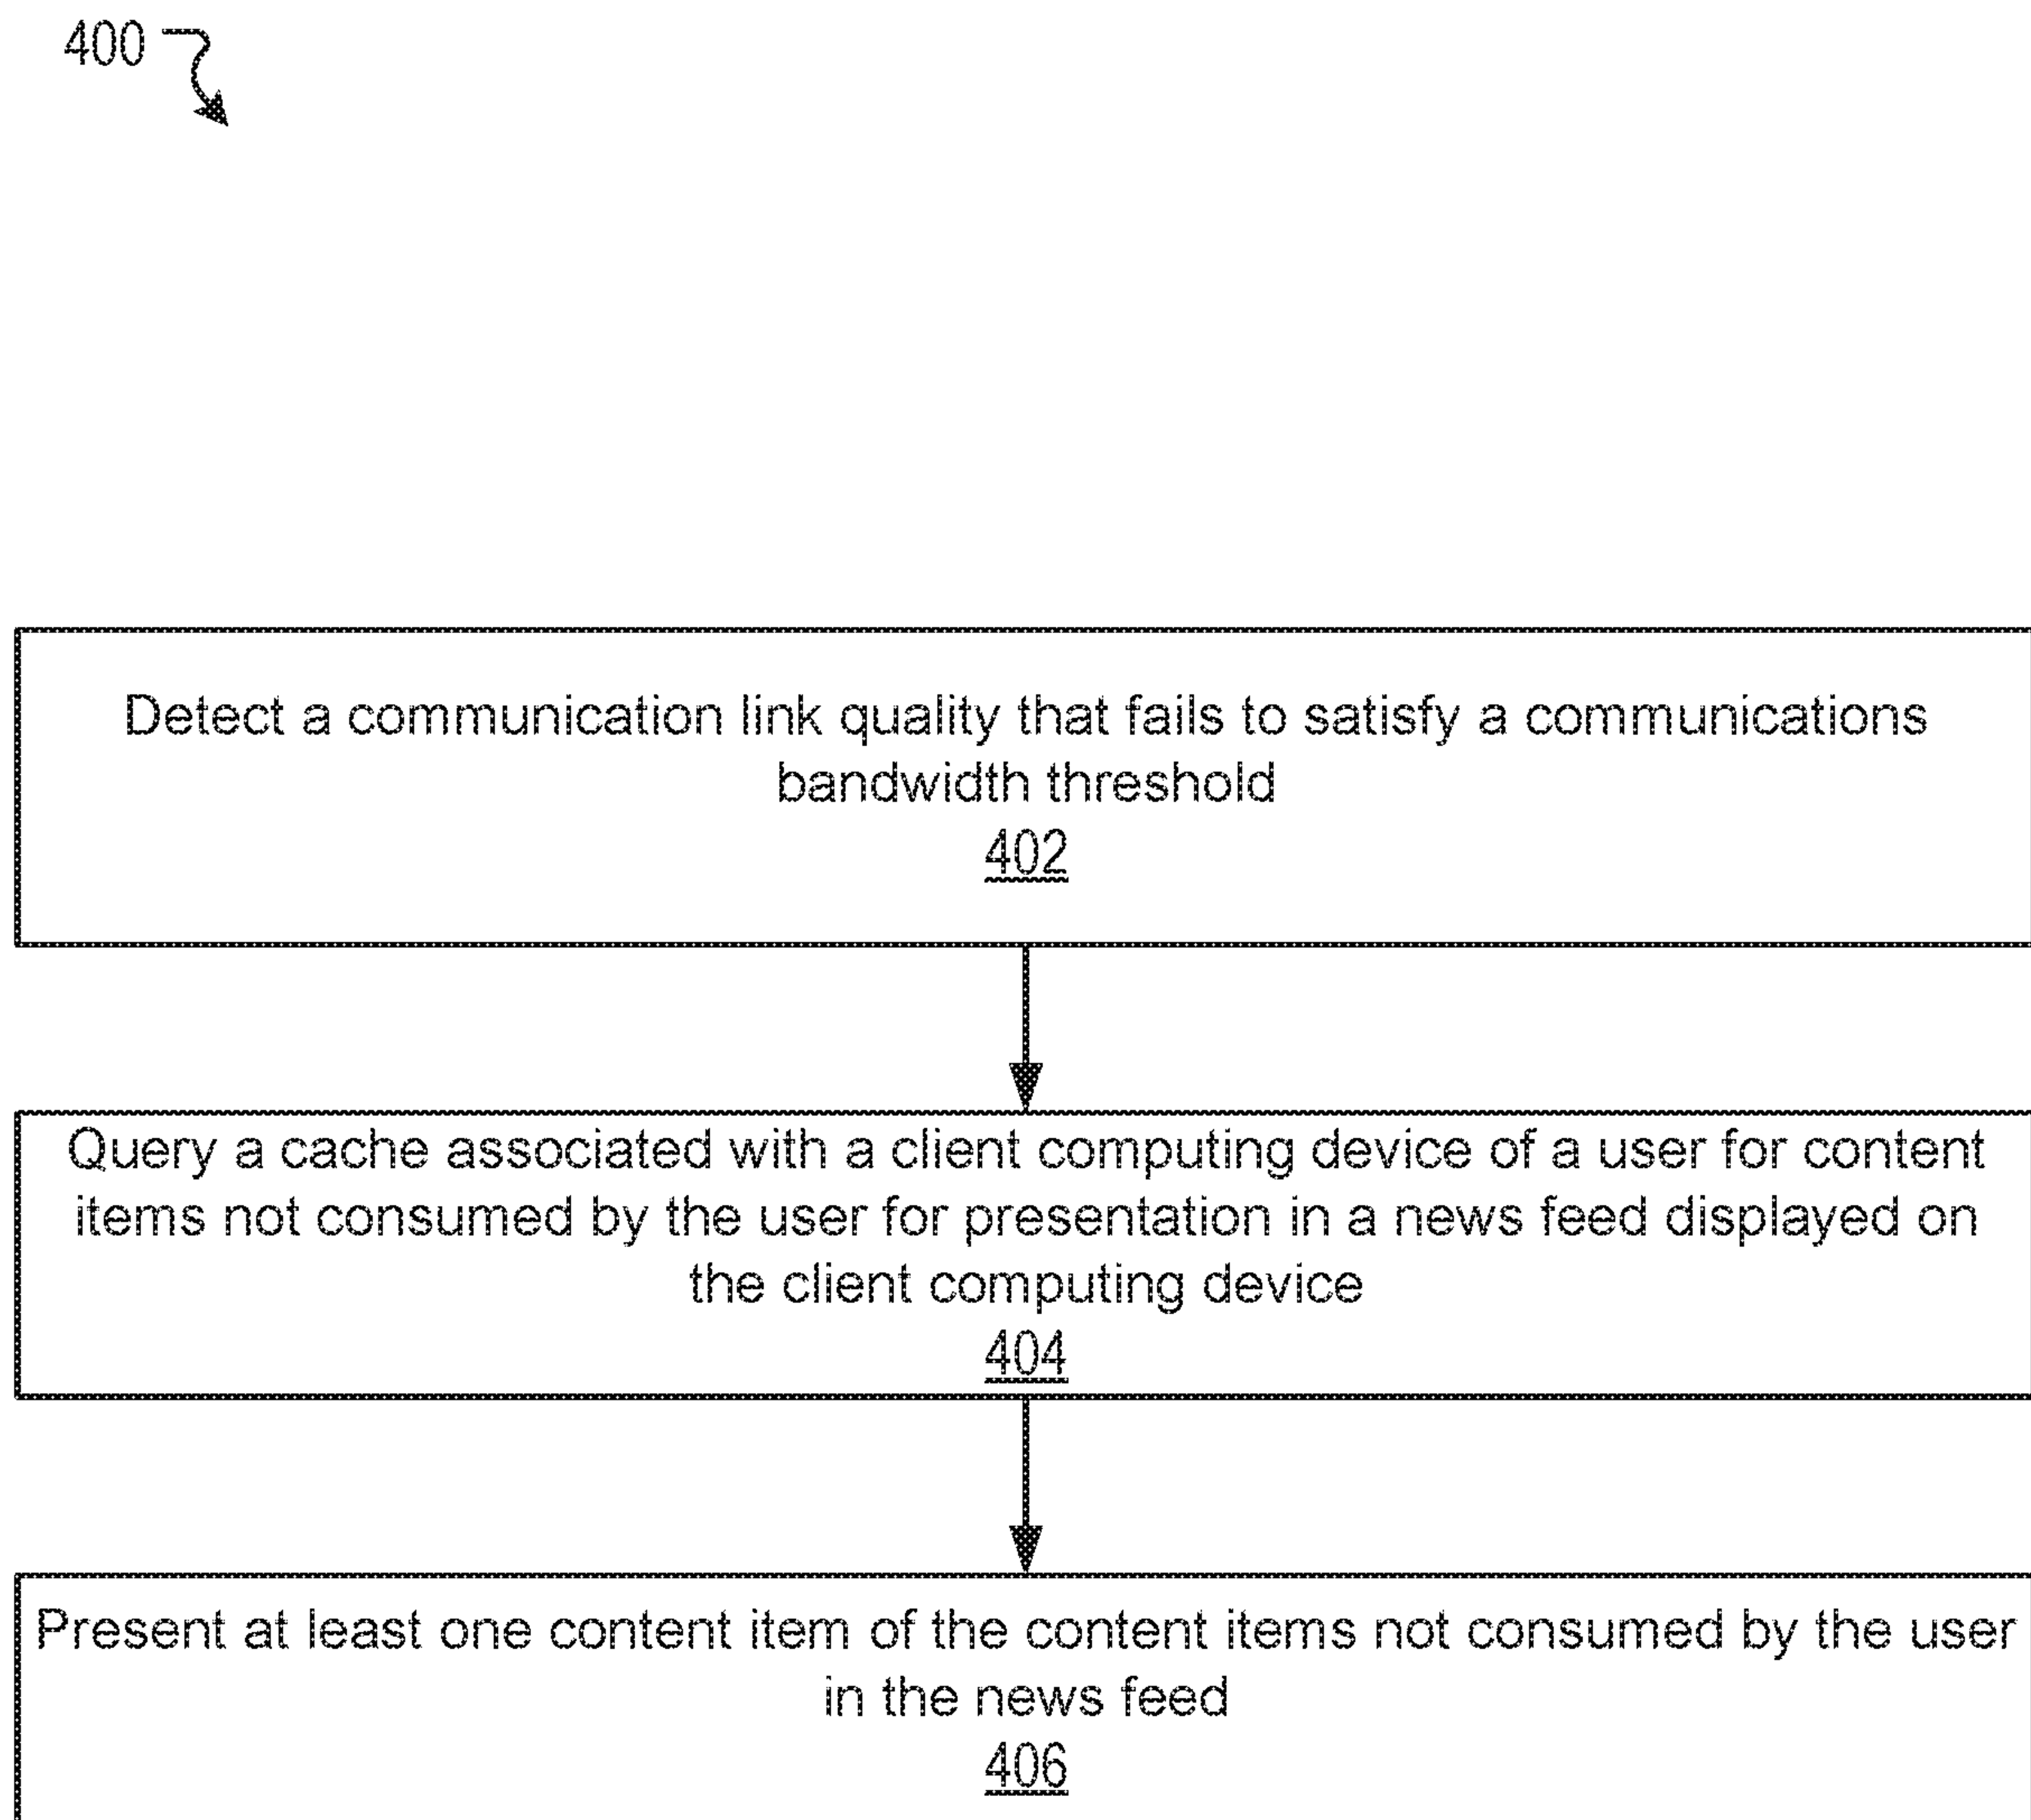 400
Detect a communication link quality that fails to satisfy a communications
bandwidth threshold
402
Query a cache associated with a client computing device of a user for content
items not consumed by the user for presentation in a news feed displayed on
the client computing device
404
Present at least one content item of the content items not consumed by the user
in the news feed
406